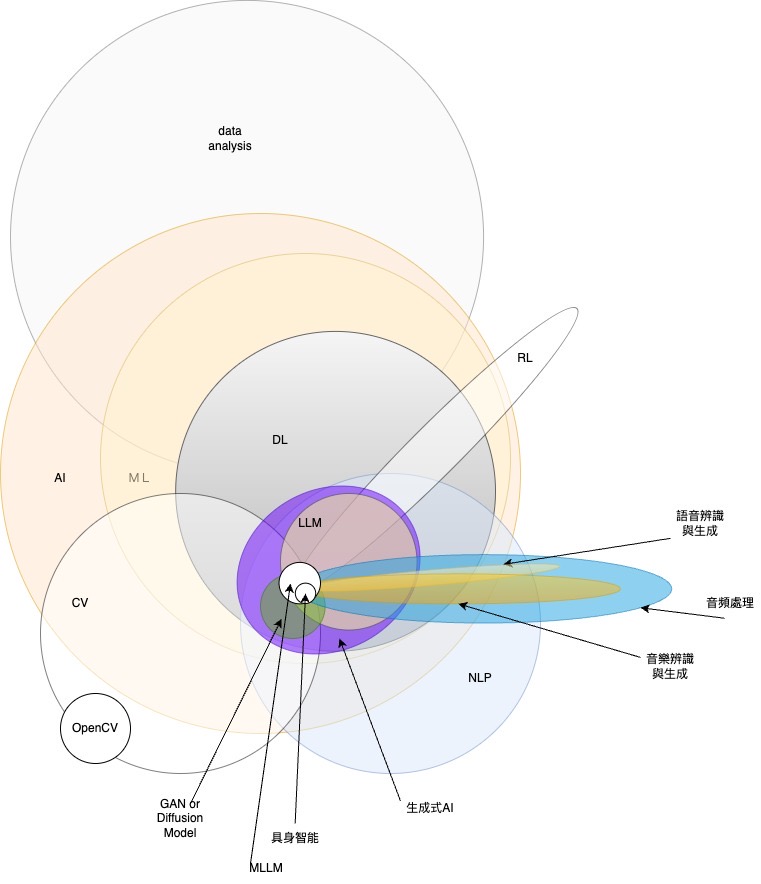 data
analysis
RL
DL
AI
ML
LLM
語音辨識
與生成
CV
音頻處理
音樂辨識
與生成
NLP
OpenCV
GAN or
Diffusion
Model
生成式AI
具身智能
MLLM